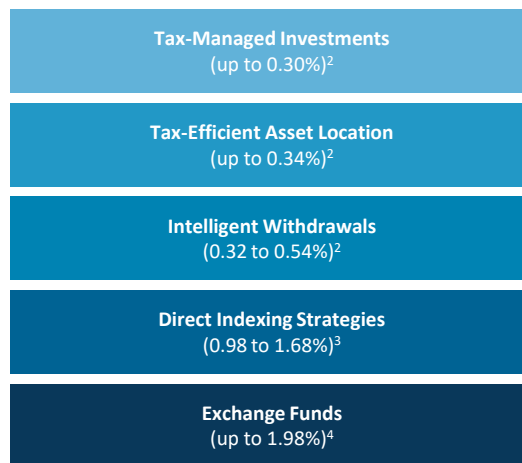 Tax-Managed Investments
(up to 0.30%)²
Tax-Efficient Asset Location
(up to 0.34%)²
Intelligent Withdrawals
(0.32 to 0.54%)²
Direct Indexing Strategies
(0.98 to 1.68%)³
Exchange Funds
(up to 1.98%)⁴